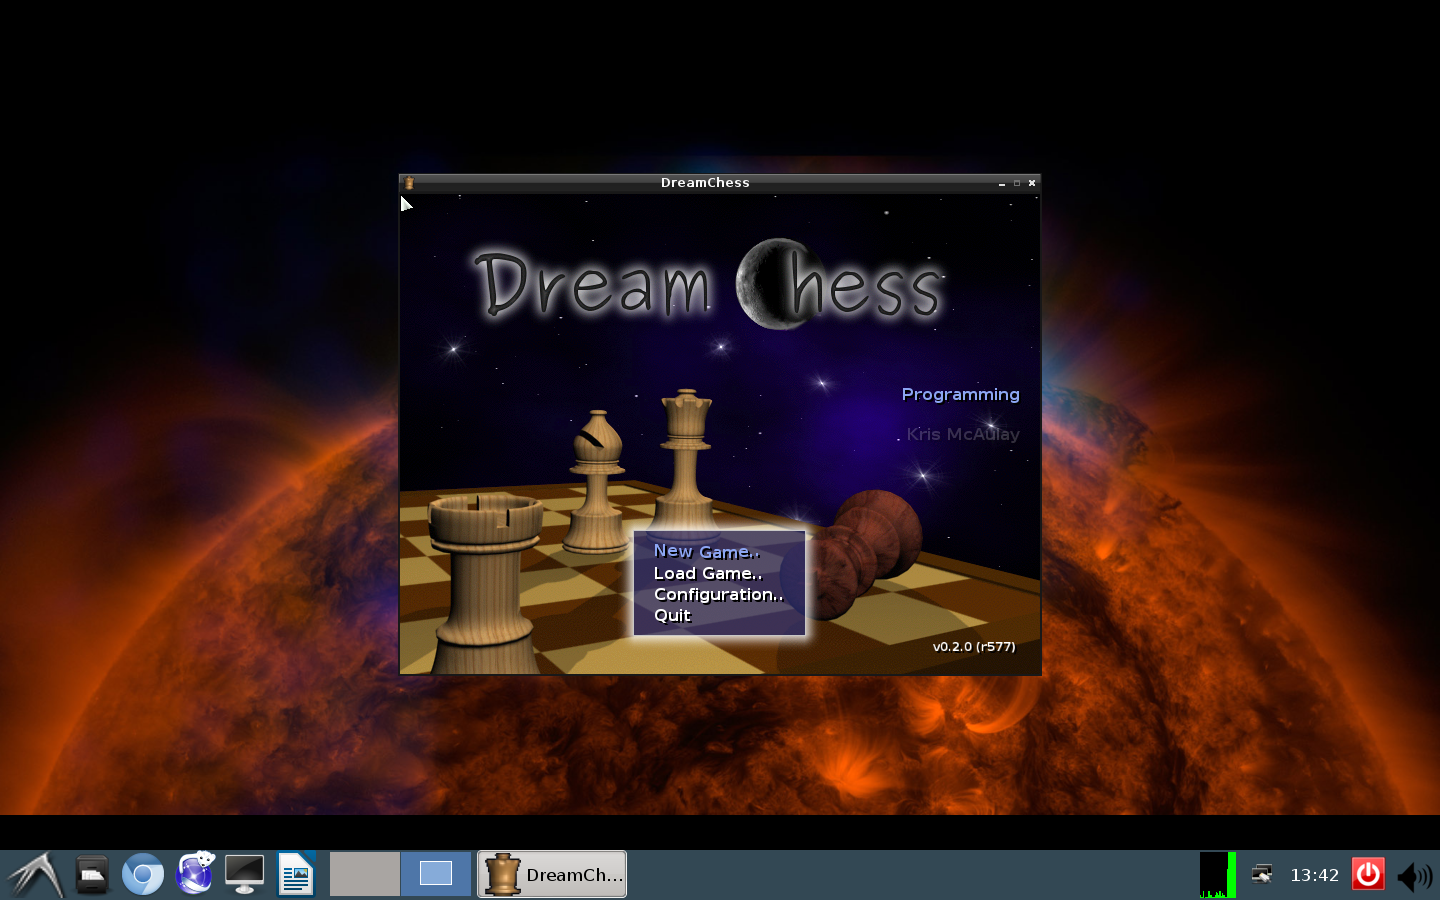 DreamChess
Dream Chess
Programming
Kris McAulay
New Game..
Load Game..
Configuration..
Quit
v0.2.0 (r577)
DreamCh...
13:42